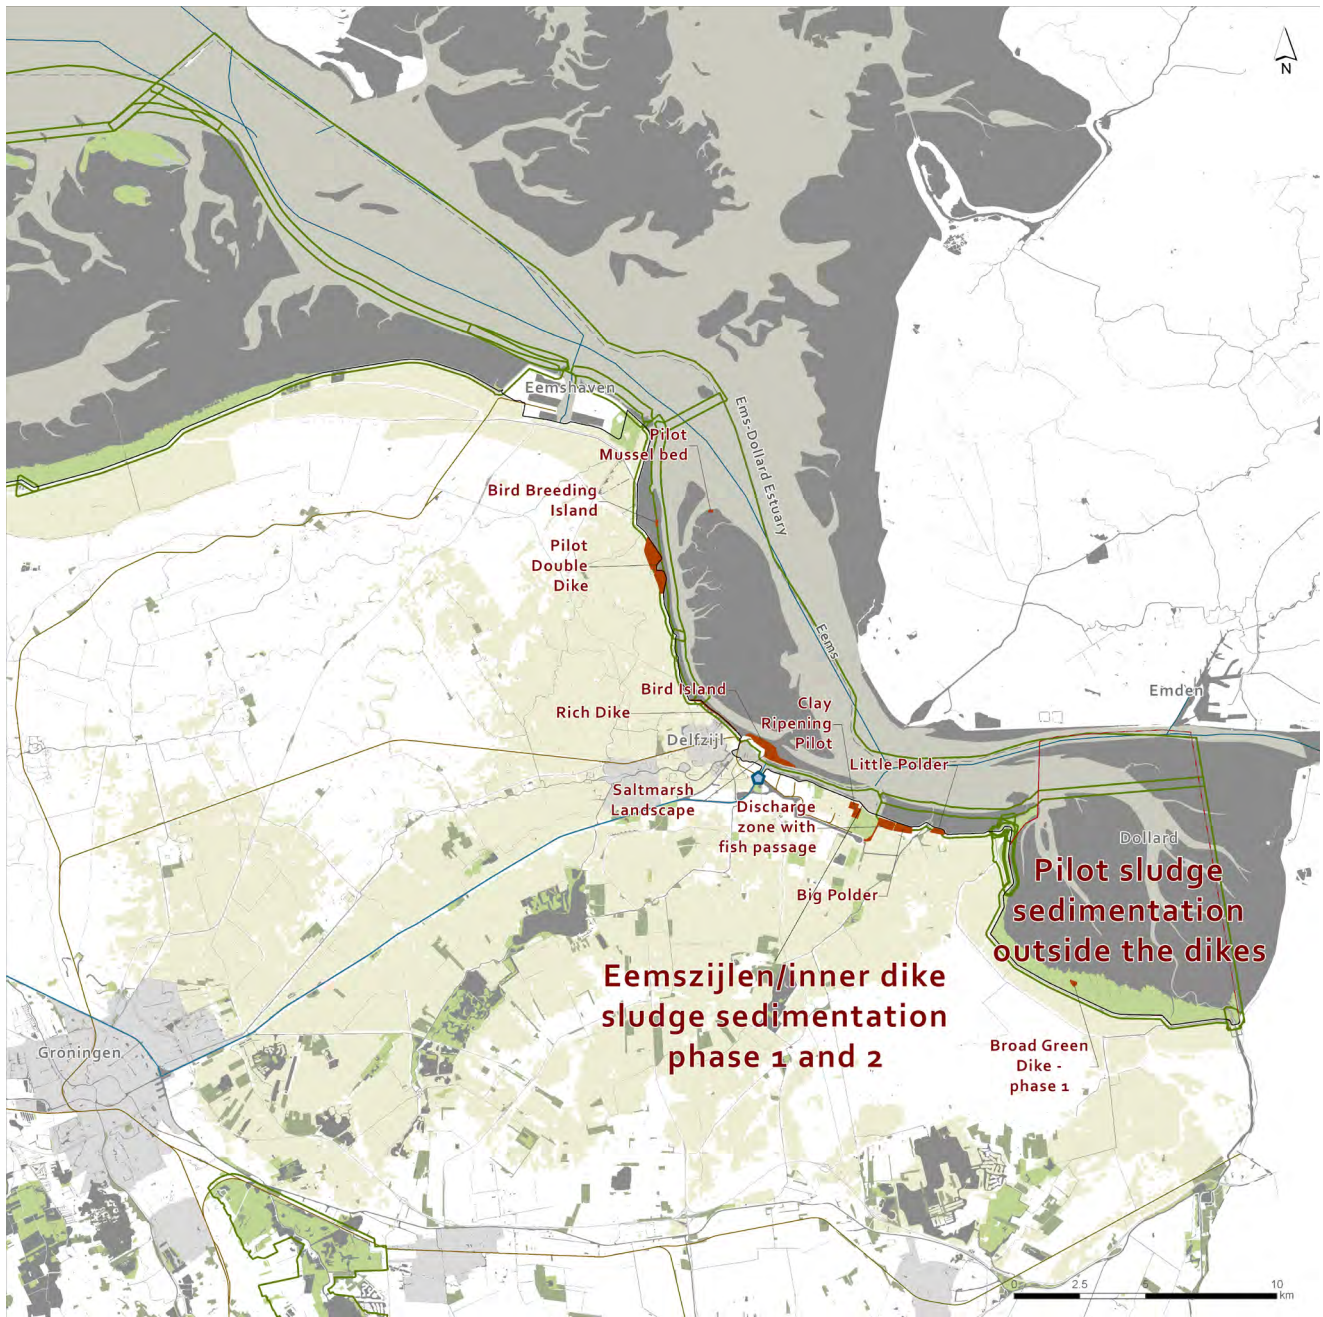 N
Eemshaven
Pilot
Mussel bed
Ems-Dollard Estuary
Bird Breeding
Island
Pilot
Double
Dike
Eems
Bird Island
Emden
Rich Dike
Clay
Ripening
Pilot
Delfzijl
Little Polder
Saltmarsh
Landscape
Discharge
zone with
fish passage
Dollard
Pilot sludge
sedimentation
outside the dikes
Big Polder
Eemszijlen/inner dike
sludge sedimentation
phase 1 and 2
Groningen
Broad Green
Dike -
phase 1
0 2.5 5 10
km